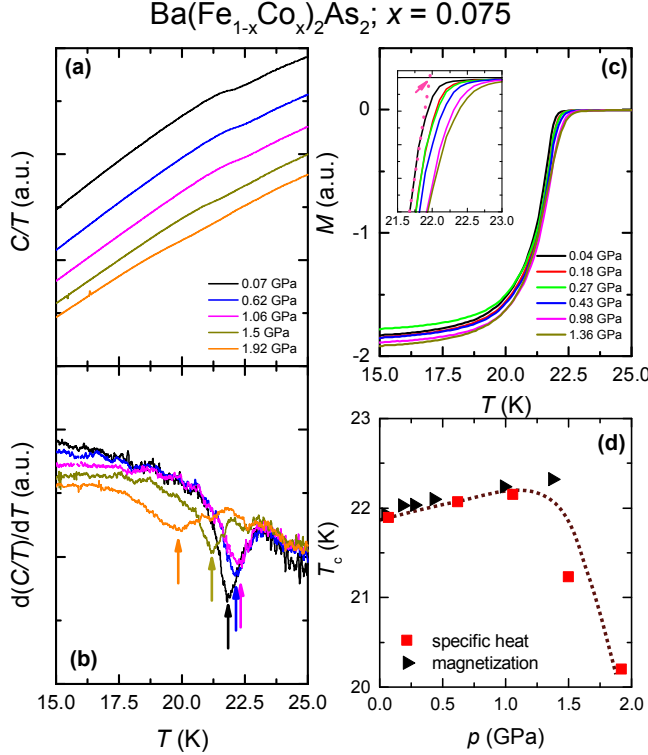 Ba(Fe1-xCox)2As2; x = 0.075
(a)
C/T (a.u.)
0.07 GPa
0.62 GPa
1.06 GPa
1.5 GPa
1.92 GPa
(b)
d(C/T)/dT (a.u.)
15.0 17.5 20.0 22.5 25.0
T (K)
(c)
M (a.u.)
0
-1
-2
21.5 22.0 22.5 23.0
0.04 GPa
0.18 GPa
0.27 GPa
0.43 GPa
0.98 GPa
1.36 GPa
15.0 17.5 20.0 22.5 25.0
T (K)
(d)
Tc (K)
23
22
21
20
specific heat
magnetization
0.0 0.5 1.0 1.5 2.0
p (GPa)